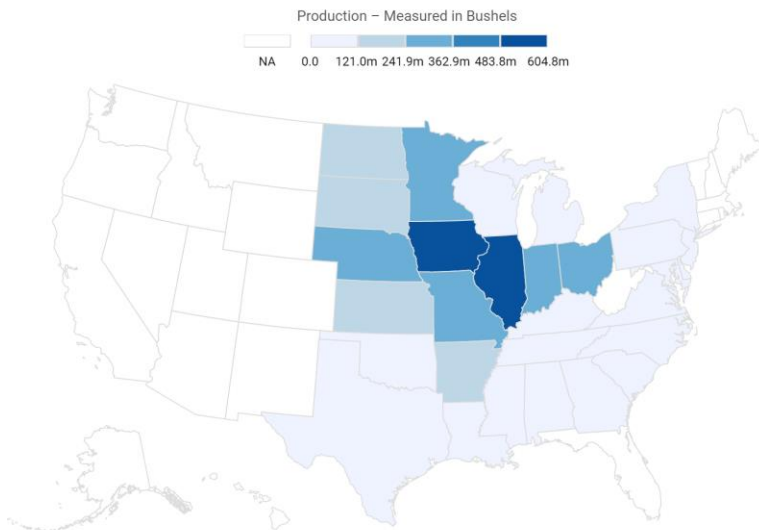 Production – Measured in Bushels
NA 0.0 121.0m 241.9m 362.9m 483.8m 604.8m